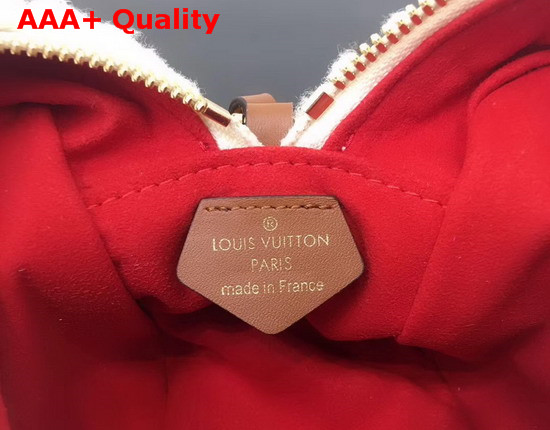 AAA+ Quality
®
LOUIS VUITTON
PARIS
made in France